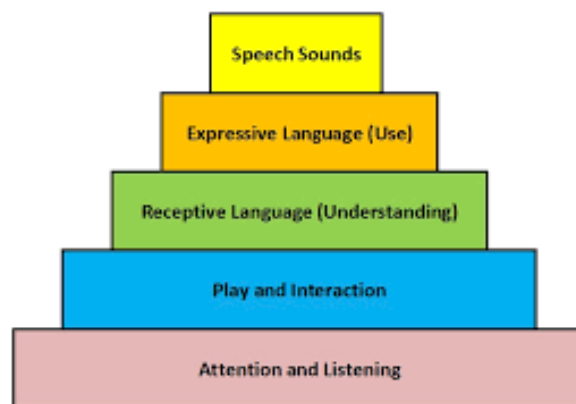 Speech Sounds
Expressive Language (Use)
Receptive Language (Understanding)
Play and Interaction
Attention and Listening